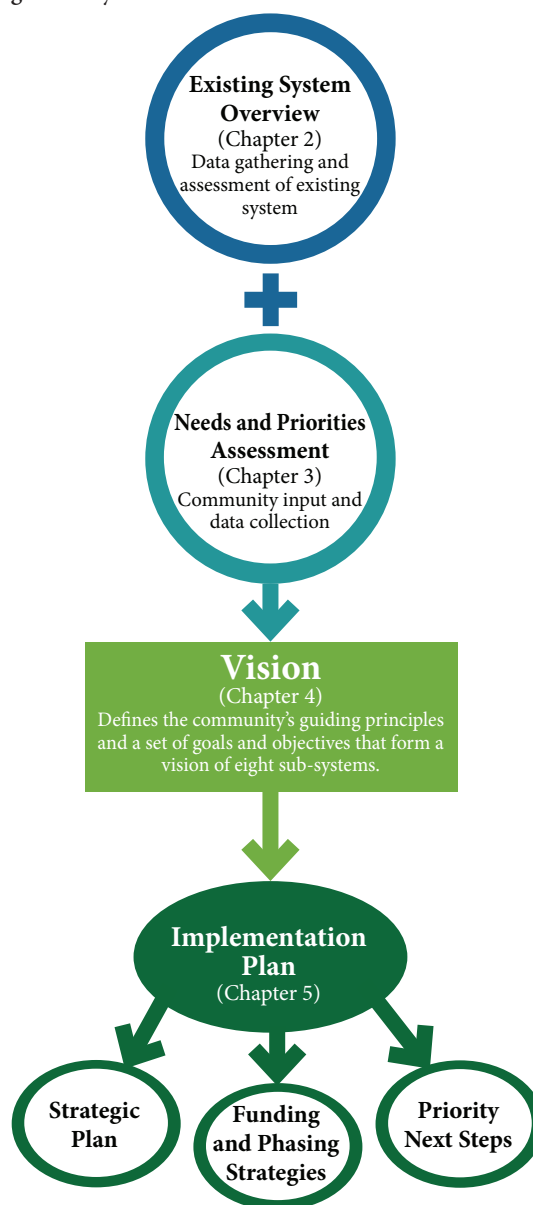 Existing System
Overview
(Chapter 2)
Data gathering and
assessment of existing
system
Needs and Priorities
Assessment
(Chapter 3)
Community input and
data collection
Vision
(Chapter 4)
Defines the community's guiding principles
and a set of goals and objectives that form a
vision of eight sub-systems.
Implementation
Plan
(Chapter 5)
Strategic
Plan
Funding
and Phasing
Strategies
Priority
Next Steps